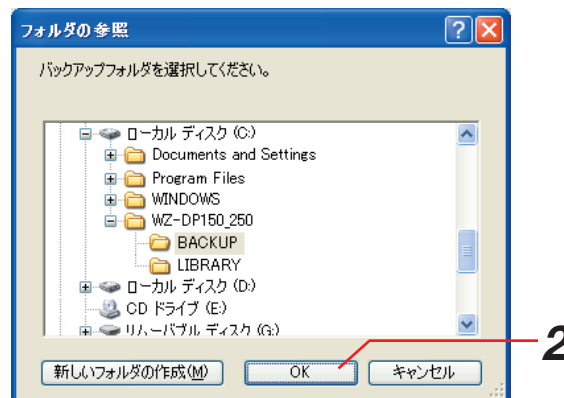 フォルダの参照
バックアップフォルダを選択してください。
ローカル ディスク (C:)
Documents and Settings
Program Files
WINDOWS
WZ-DP150_250
BACKUP
LIBRARY
ローカル ディスク (D:)
CD ドライブ (E:)
リムーバブル ディスク (G:)
新しいフォルダの作成(M) OK キャンセル
2